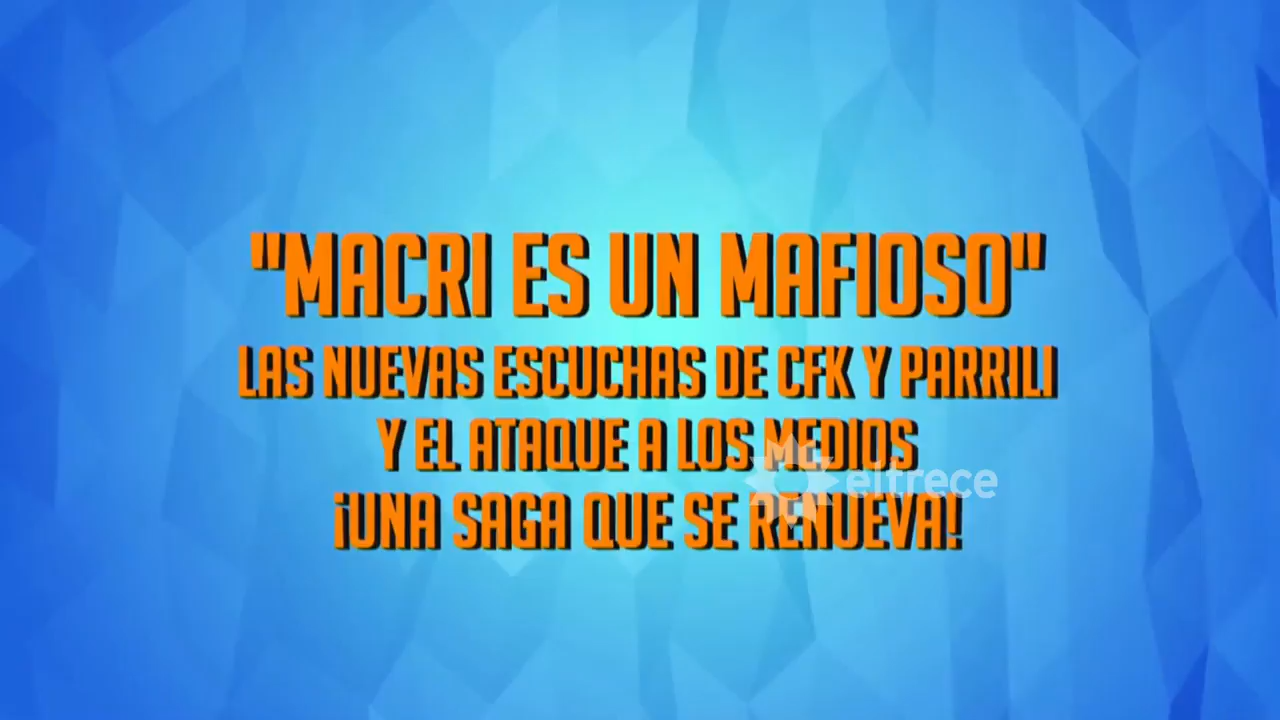 "MACRI ES UN MAFIOSO"
LAS NUEVAS ESCUCHAS DE CFK Y PARRILI
Y EL ATAQUE A LOS MEDIOS
eltrece
¡UNA SAGA QUE SE RENUEVA!